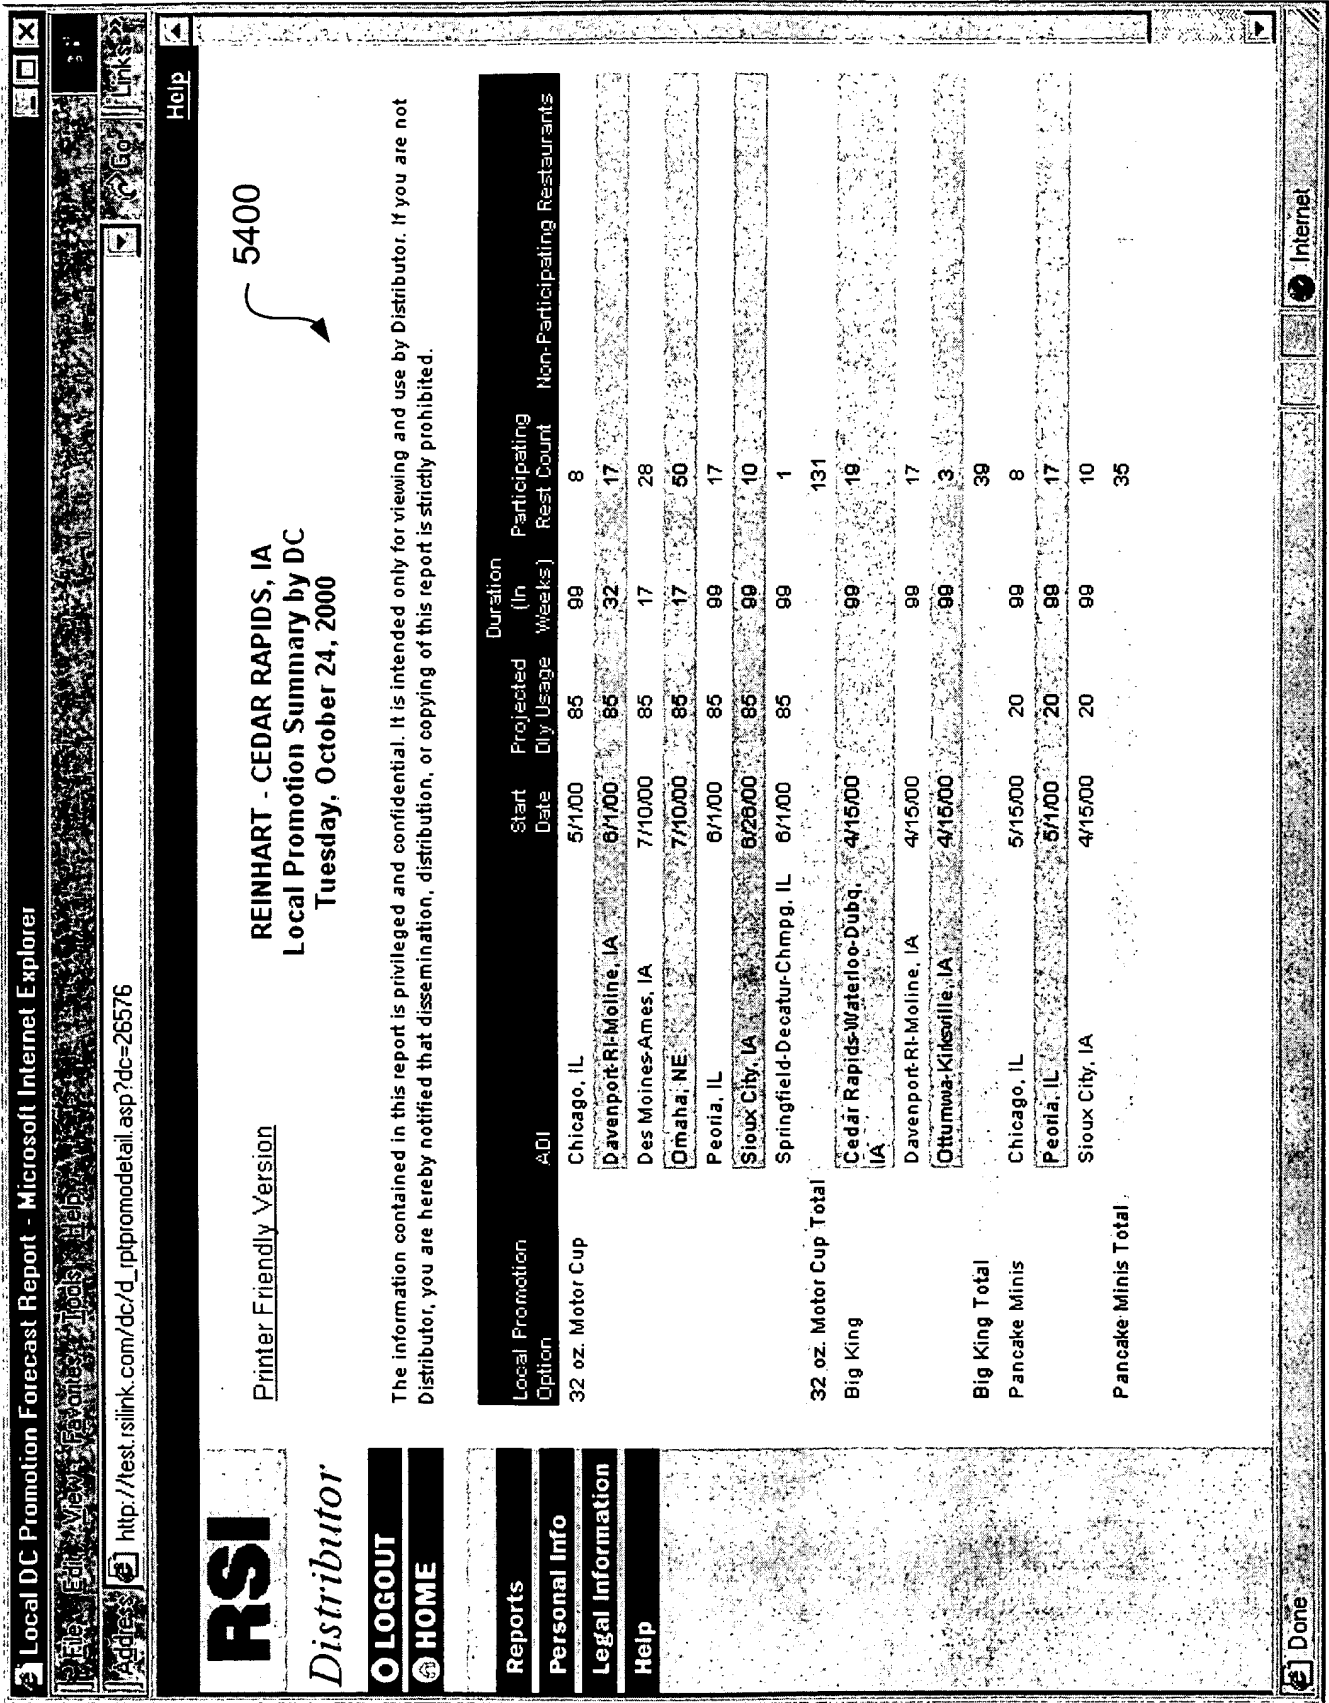 Local DC Promotion Forecast Report - Microsoft Internet Explorer
File Edit View Favorites Tools Help
Address http://test.rsilink.com/dc/d_rptpromodetail.asp?dc=26576 Go Links »
Help
RSI
Distributor
LOGOUT
HOME
Reports
Personal Info
Legal Information
Help
Printer Friendly Version
REINHART - CEDAR RAPIDS, IA
Local Promotion Summary by DC
Tuesday, October 24, 2000
5400
The information contained in this report is privileged and confidential. It is intended only for viewing and use by Distributor. If you are not
Distributor, you are hereby notified that dissemination, distribution, or copying of this report is strictly prohibited.
Local Promotion Option ADI Start Date Projected Dly Usage Duration (In Weeks) Participating Rest Count Non-Participating Restaurants
32 oz. Motor Cup Chicago, IL 5/1/00 85 99 8
Davenport-RI-Moline, IA 6/1/00 85 32 17
Des Moines-Ames, IA 7/10/00 85 17 28
Omaha, NE 7/10/00 85 17 50
Peoria, IL 6/1/00 85 99 17
Sioux City, IA 6/26/00 85 99 10
Springfield-Decatur-Chmpg, IL 6/1/00 85 99 1
32 oz. Motor Cup Total 131
Big King Cedar Rapids-Waterloo-Dubq, IA 4/15/00 99 19
Davenport-RI-Moline, IA 4/15/00 99 17
Ottumwa-Kirksville, IA 4/15/00 99 3
Big King Total 39
Pancake Minis Chicago, IL 5/15/00 20 99 8
Peoria, IL 5/1/00 20 99 17
Sioux City, IA 4/15/00 20 99 10
Pancake Minis Total 35
Done Internet